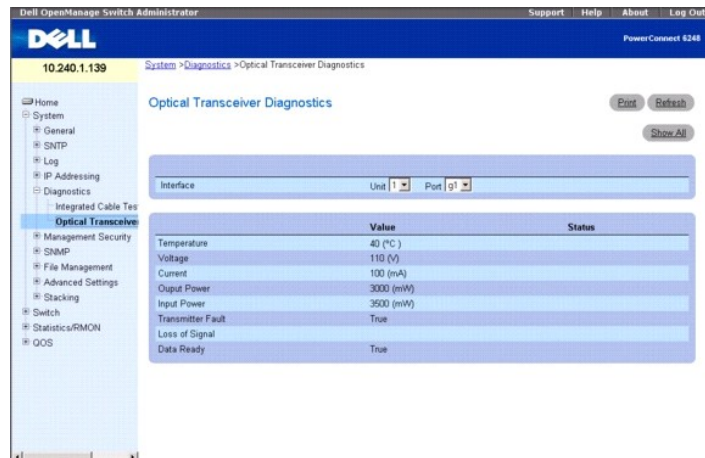 Dell OpenManage Switch Administrator
Support Help About Log Out
DELL
PowerConnect 6248
10.240.1.139
System >Diagnostics >Optical Transceiver Diagnostics
Home
System
General
SNTP
Log
IP Addressing
Diagnostics
Integrated Cable Tes
Optical Transceive
Management Security
SNMP
File Management
Advanced Settings
Stacking
Switch
Statistics/RMON
QOS
Optical Transceiver Diagnostics
Print Refresh
Show All
Interface Unit 1 Port g1
Value Status
Temperature 40 (ºC )
Voltage 110 (V)
Current 100 (mA)
Ouput Power 3000 (mW)
Input Power 3500 (mW)
Transmitter Fault True
Loss of Signal
Data Ready True